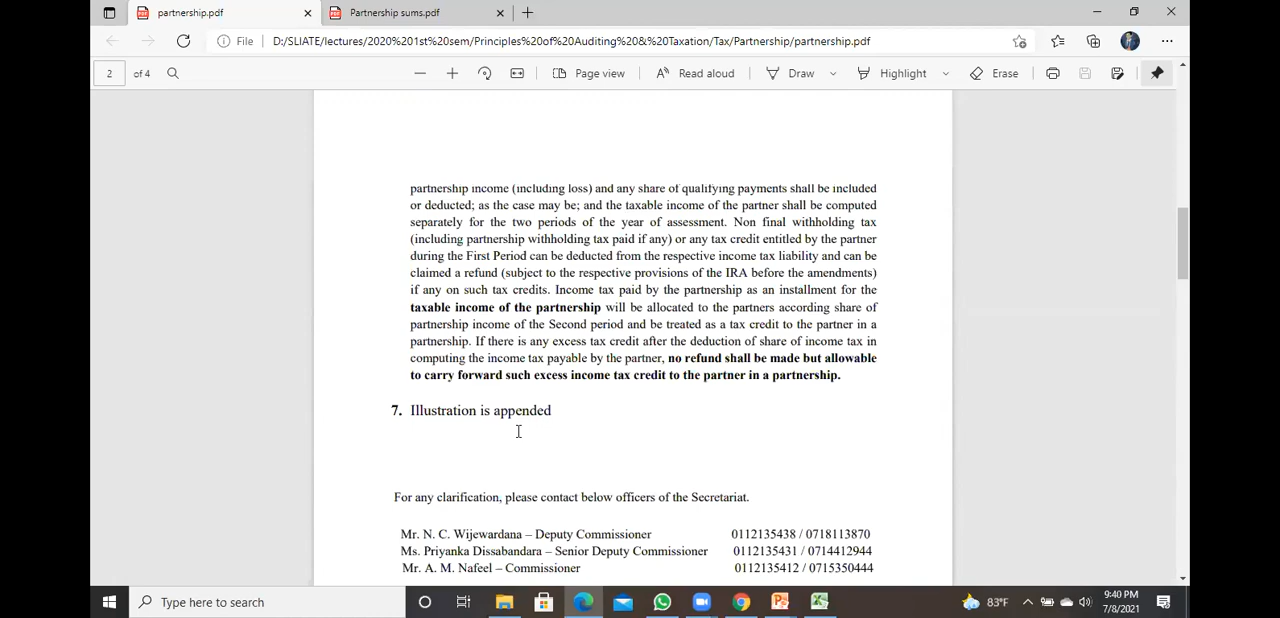 partnership.pdf
Partnership sums.pdf
File
D:/SLIATE/lectures/2020%201st%20sem/Principles%20of%20Auditing%20&%20Taxation/Tax/Partnership/partnership.pdf
2
of 4
Page view
Read aloud
Draw
Highlight
Erase
partnership income (including loss) and any share of qualifying payments shall be included
or deducted; as the case may be; and the taxable income of the partner shall be computed
separately for the two periods of the year of assessment. Non final withholding tax
(including partnership withholding tax paid if any) or any tax credit entitled by the partner
during the First Period can be deducted from the respective income tax liability and can be
claimed a refund (subject to the respective provisions of the IRA before the amendments)
if any on such tax credits. Income tax paid by the partnership as an installment for the
taxable income of the partnership will be allocated to the partners according share of
partnership income of the Second period and be treated as a tax credit to the partner in a
partnership. If there is any excess tax credit after the deduction of share of income tax in
computing the income tax payable by the partner, no refund shall be made but allowable
to carry forward such excess income tax credit to the partner in a partnership.
7. Illustration is appended
For any clarification, please contact below officers of the Secretariat.
Mr. N. C. Wijewardana – Deputy Commissioner 0112135438 / 0718113870
Ms. Priyanka Dissabandara – Senior Deputy Commissioner 0112135431 / 0714412944
Mr. A. M. Nafeel – Commissioner 0112135412 / 0715350444
Type here to search
83°F
9:40 PM
7/8/2021